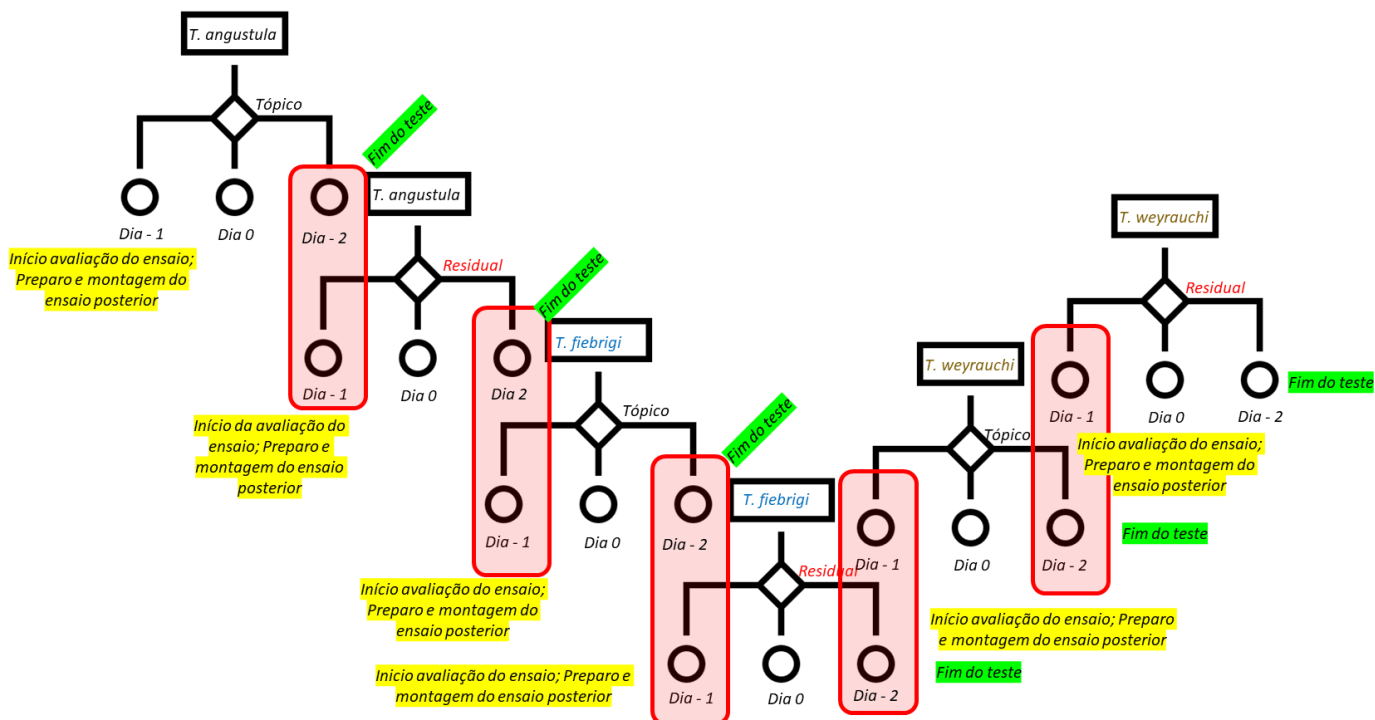 T. angustula
Tópico
Fim do teste
Dia - 1
Dia 0
Dia - 2
Início avaliação do ensaio;
Preparo e montagem do
ensaio posterior
T. angustula
Residual
Fim do teste
Dia - 1
Dia 0
Dia 2
Início da avaliação do
ensaio; Preparo e
montagem do ensaio
posterior
T. fiebrigi
Tópico
Fim do teste
Dia - 1
Dia 0
Dia - 2
Início avaliação do ensaio;
Preparo e montagem do
ensaio posterior
T. fiebrigi
Residual
Dia - 1
Dia 0
Dia - 2
Inicio avaliação do ensaio; Preparo e
montagem do ensaio posterior
Fim do teste
T. weyrauchi
Tópico
Dia - 1
Dia 0
Dia - 2
Fim do teste
Início avaliação do ensaio; Preparo
e montagem do ensaio posterior
T. weyrauchi
Residual
Dia - 1
Dia 0
Dia - 2
Fim do teste
Início avaliação do ensaio;
Preparo e montagem do
ensaio posterior